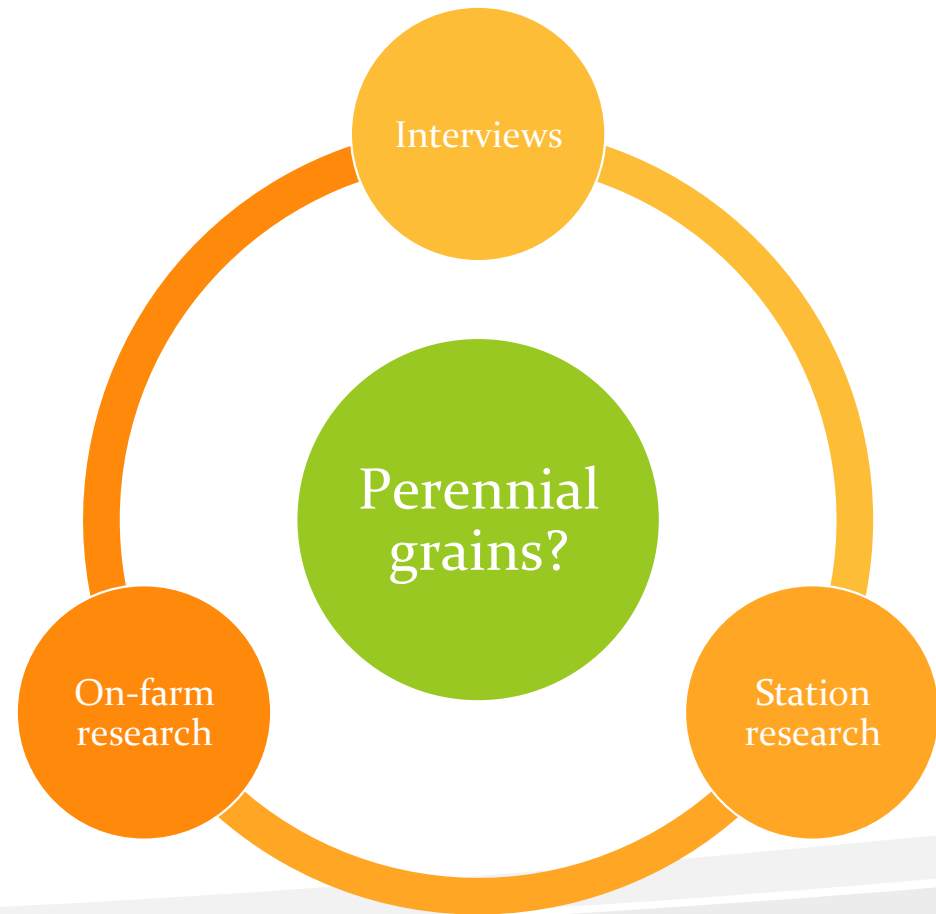 Interviews
Perennial
grains?
On-farm
research
Station
research